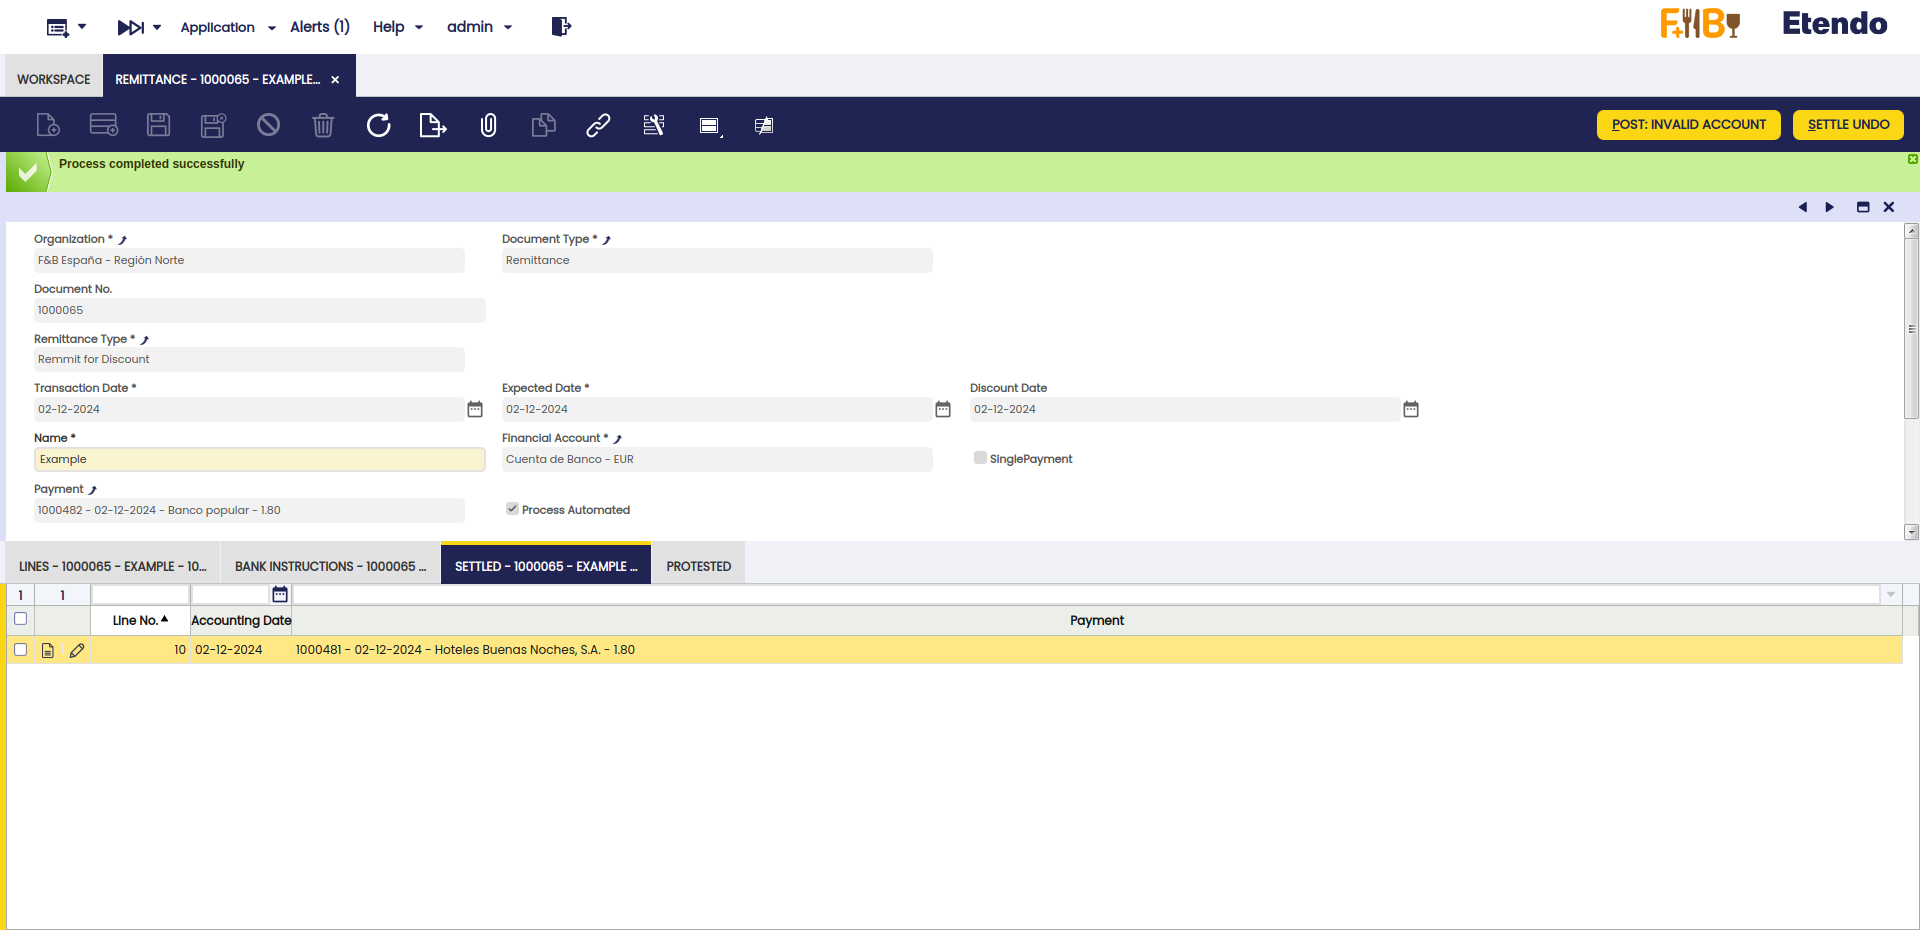 Application Alerts (1) Help admin
F+B Etendo
WORKSPACE REMITTANCE - 1000065 - EXAMPLE...
POST: INVALID ACCOUNT SETTLE UNDO
Process completed successfully
Organization * Document Type *
F&B España - Región Norte Remittance
Document No.
1000065
Remittance Type *
Remmit for Discount
Transaction Date * Expected Date * Discount Date
02-12-2024 02-12-2024 02-12-2024
Name * Financial Account *
Example Cuenta de Banco - EUR SinglePayment
Payment
1000482 - 02-12-2024 - Banco popular - 1.80 Process Automated
LINES - 1000065 - EXAMPLE - 10... BANK INSTRUCTIONS - 1000065 ... SETTLED - 1000065 - EXAMPLE ... PROTESTED
1 1
Line No. Accounting Date Payment
10 02-12-2024 1000481 - 02-12-2024 - Hoteles Buenas Noches, S.A. - 1.80